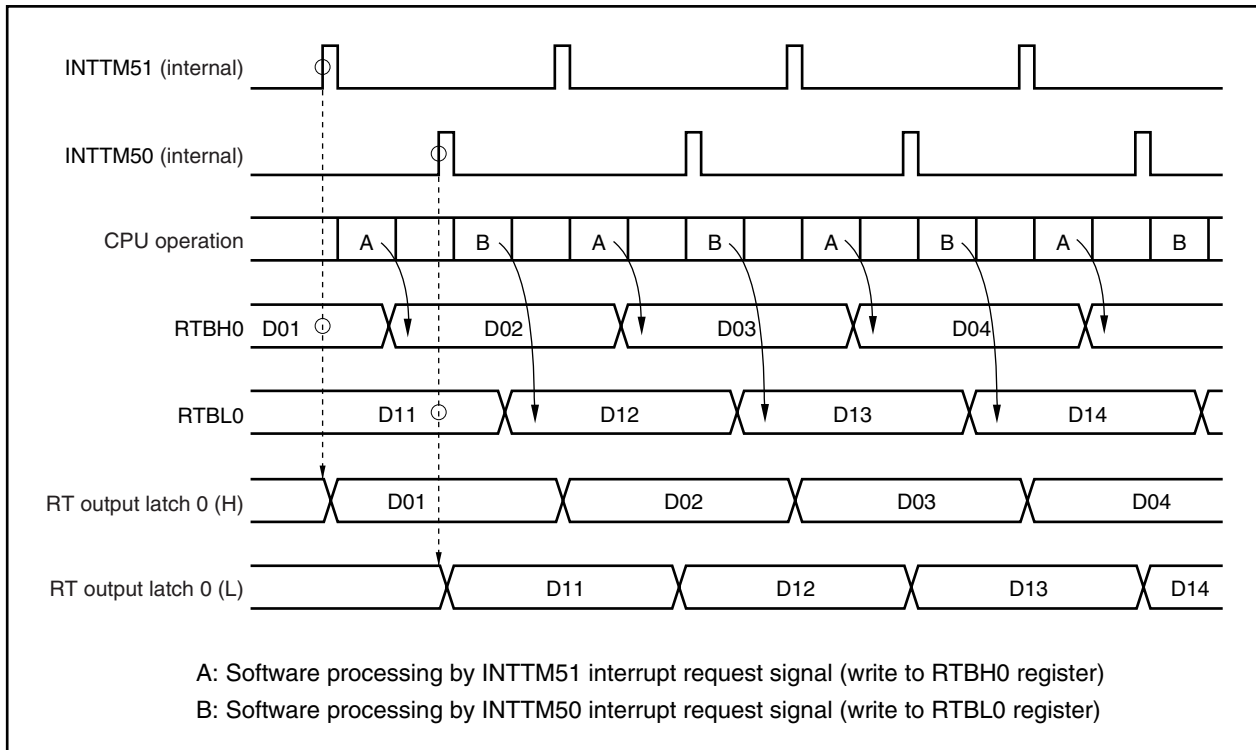 INTTM51 (internal)
INTTM50 (internal)
CPU operation A B A B A B A B
RTBH0 D01 D02 D03 D04
RTBL0 D11 D12 D13 D14
RT output latch 0 (H) D01 D02 D03 D04
RT output latch 0 (L) D11 D12 D13 D14
A: Software processing by INTTM51 interrupt request signal (write to RTBH0 register)
B: Software processing by INTTM50 interrupt request signal (write to RTBL0 register)